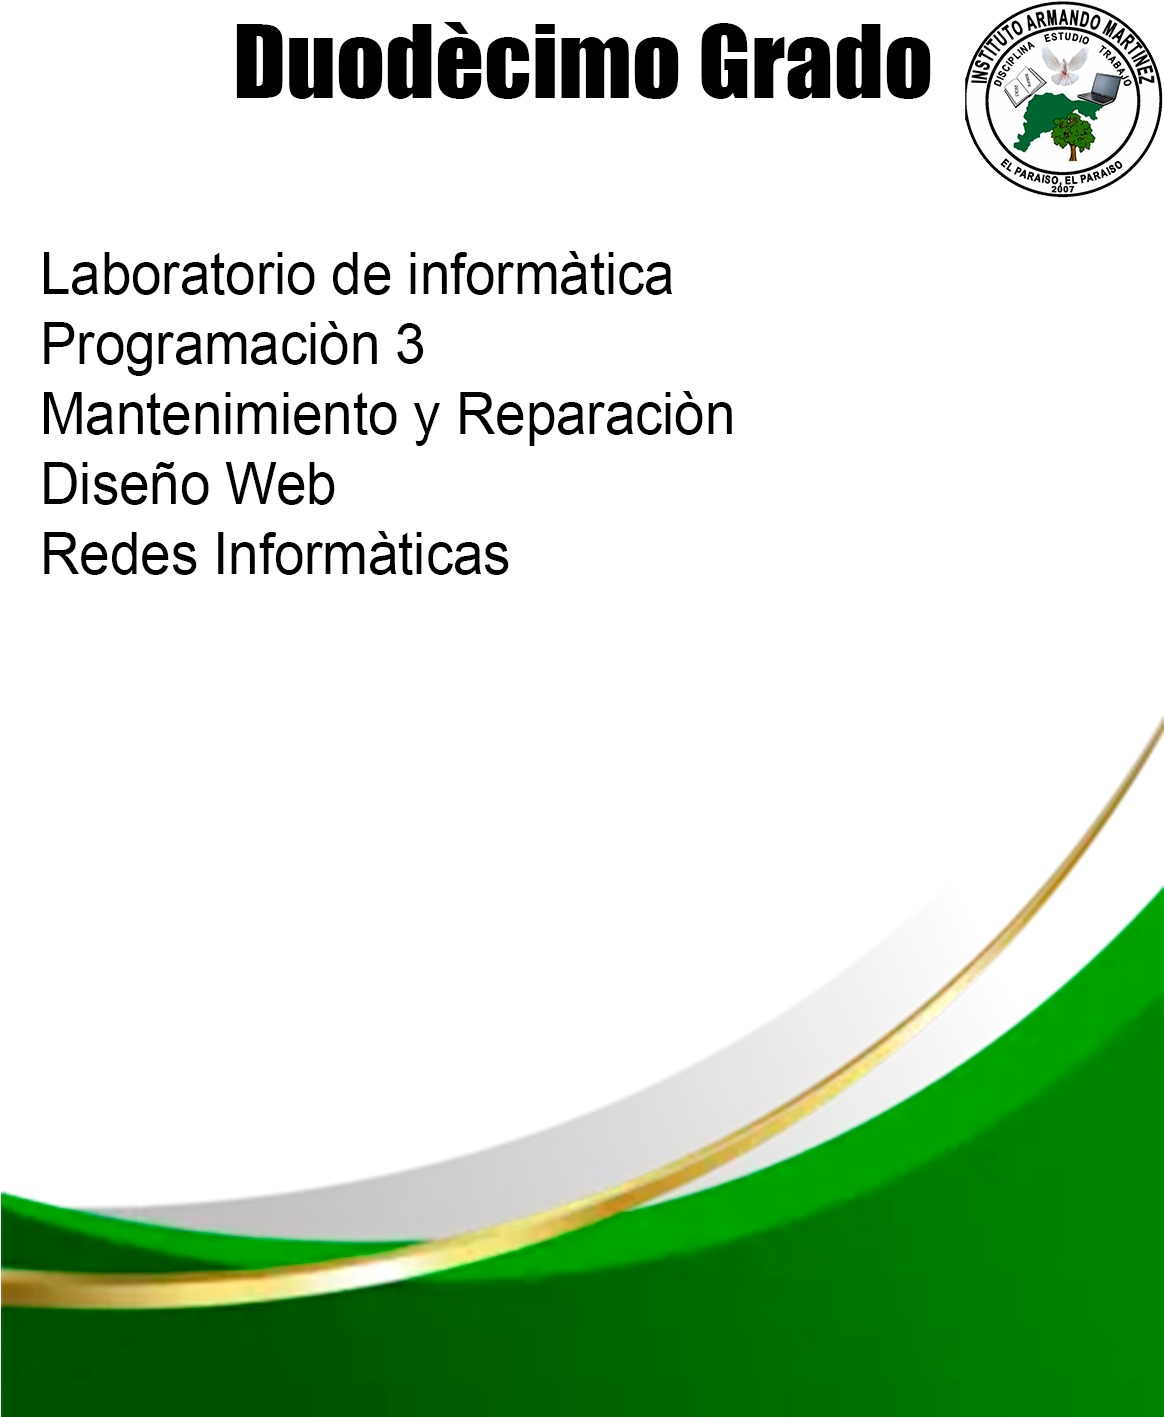 Duodècimo Grado
INSTITUTO ARMANDO MARTINEZ
DISCIPLINA ESTUDIO TRABAJO
EL PARAISO, EL PARAISO
2007
Laboratorio de informàtica
Programaciòn 3
Mantenimiento y Reparaciòn
Diseño Web
Redes Informàticas